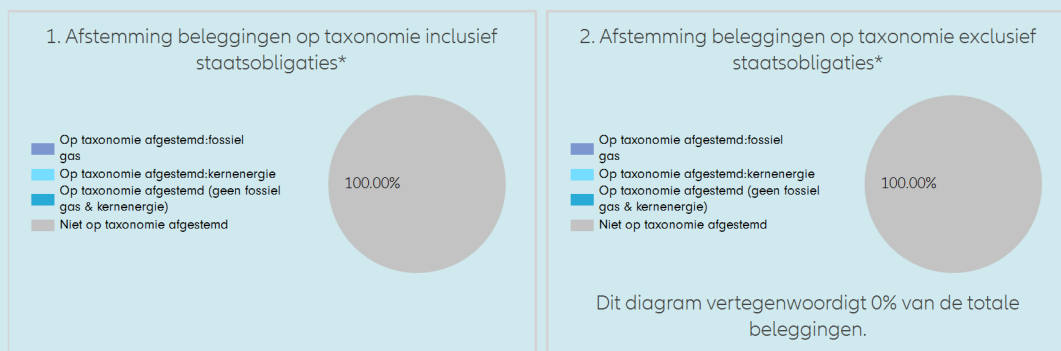 1. Afstemming beleggingen op taxonomie inclusief
staatsobligaties*
Op taxonomie afgestemd:fossiel
gas
Op taxonomie afgestemd:kernenergie
Op taxonomie afgestemd (geen fossiel
gas & kernenergie)
Niet op taxonomie afgestemd
100.00%
2. Afstemming beleggingen op taxonomie exclusief
staatsobligaties*
Op taxonomie afgestemd:fossiel
gas
Op taxonomie afgestemd:kernenergie
Op taxonomie afgestemd (geen fossiel
gas & kernenergie)
Niet op taxonomie afgestemd
100.00%
Dit diagram vertegenwoordigt 0% van de totale
beleggingen.